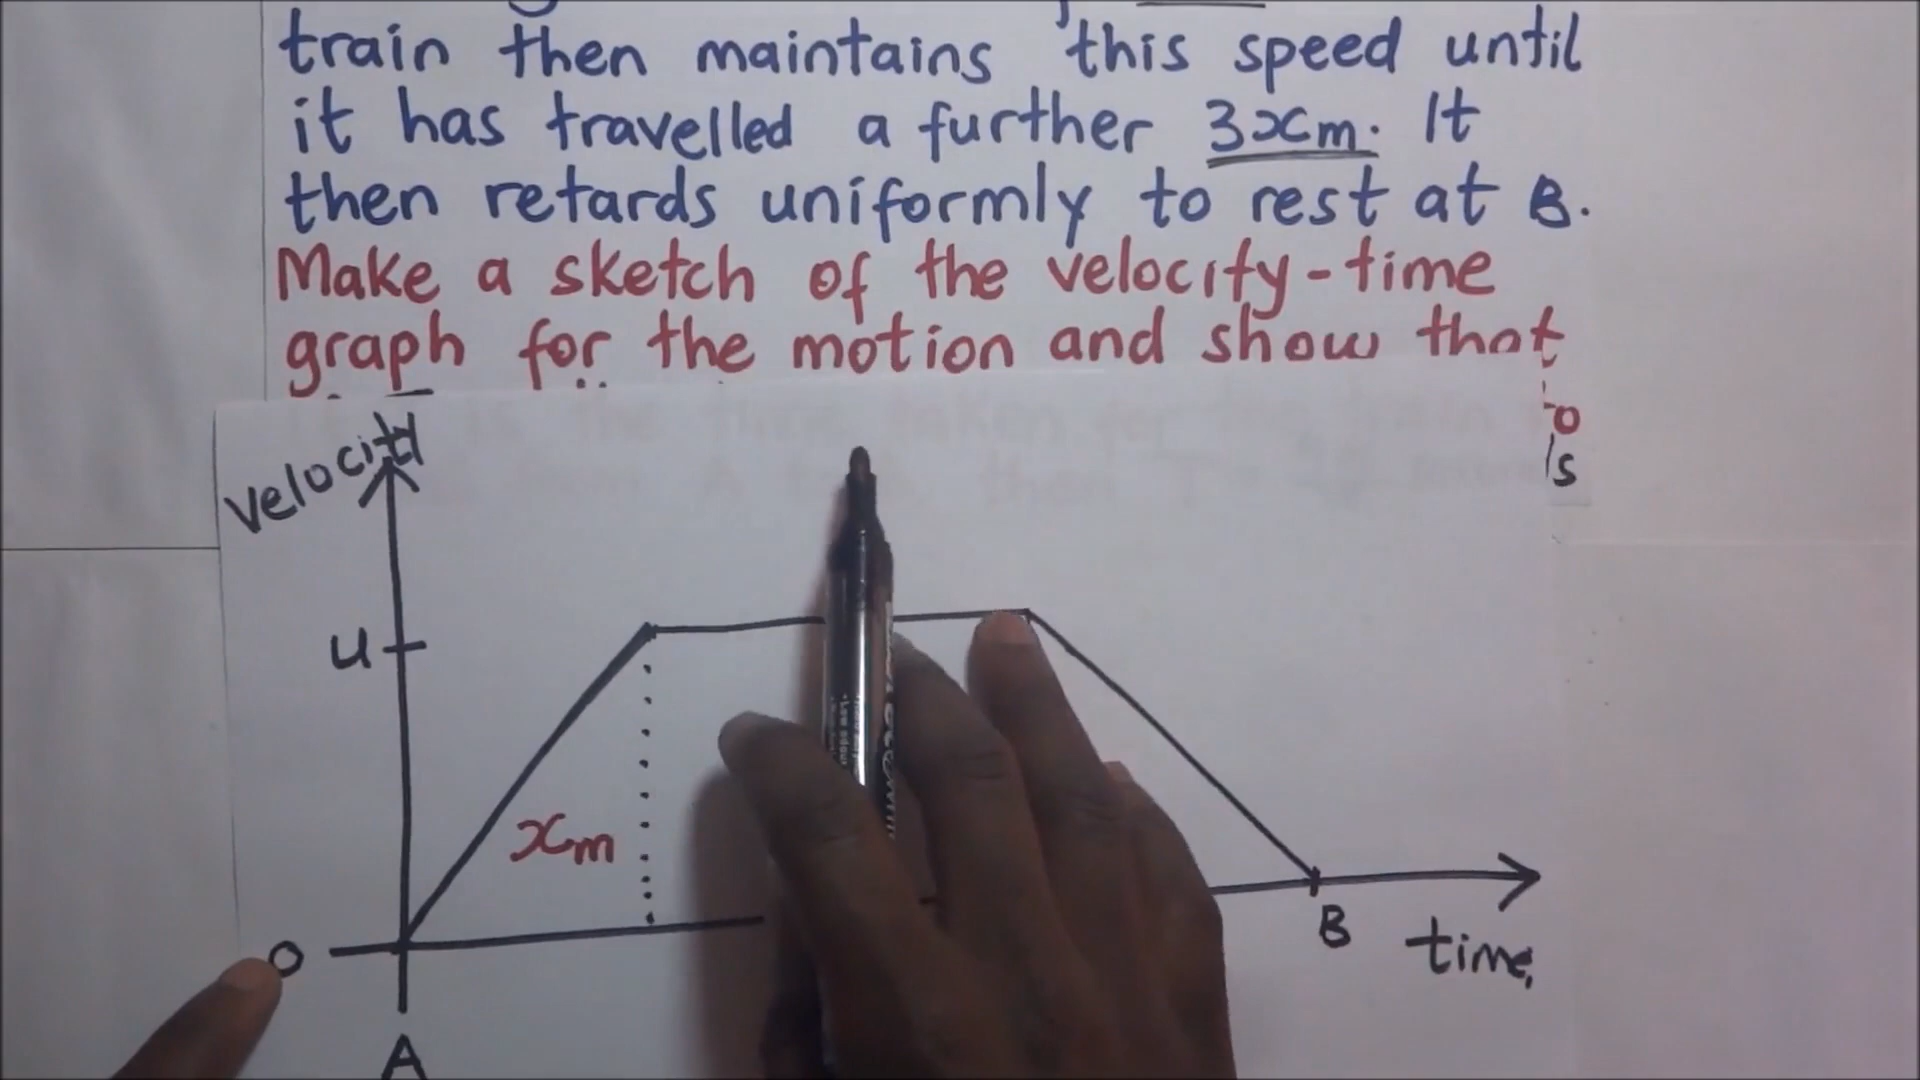 train then maintains this speed until
it has travelled a further 3xm. It
then retards uniformly to rest at B.
Make a sketch of the velocity-time
graph for the motion and show that
to
velocity
u
xm
O
A
B
time